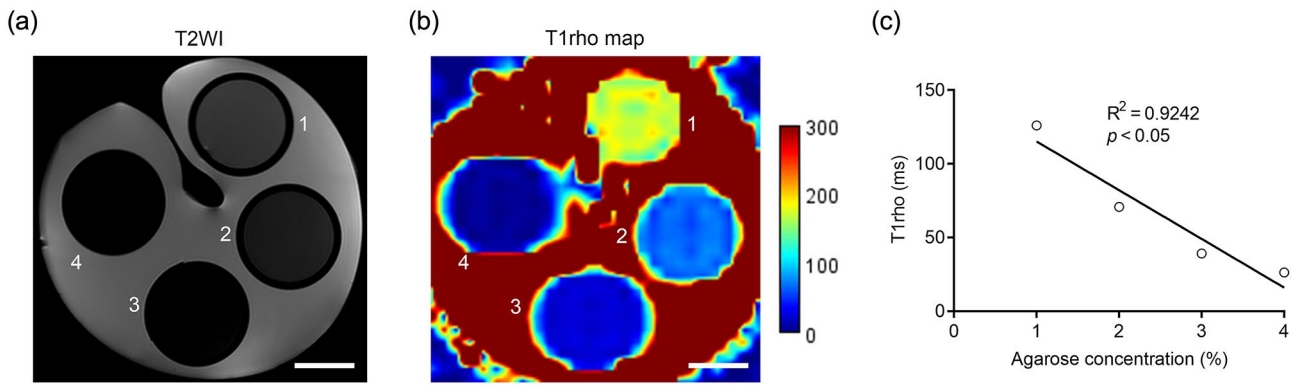 (a)
T2WI
1
2
3
4
(b)
T1rho map
1
2
3
4
300
200
100
0
(c)
R² = 0.9242
p < 0.05
T1rho (ms)
150
100
50
0
0 1 2 3 4
Agarose concentration (%)